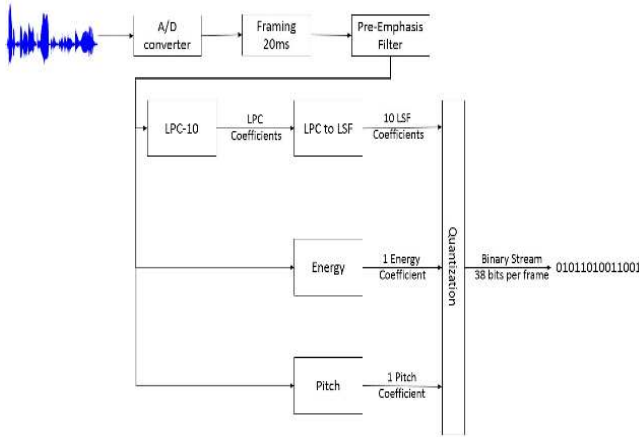 A/D
converter
Framing
20ms
Pre-Emphasis
Filter
LPC-10
LPC
Coefficients
LPC to LSF
10 LSF
Coefficients
Energy
1 Energy
Coefficient
Quantization
Binary Stream
38 bits per frame
01011010011001
Pitch
1 Pitch
Coefficient